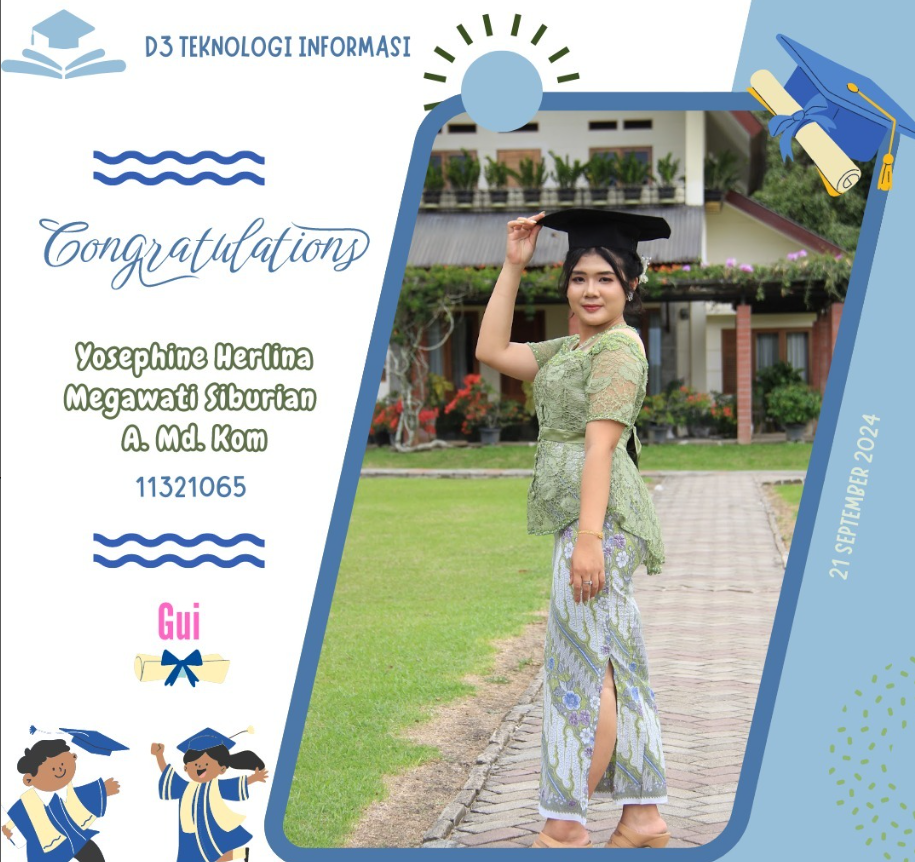 D3 TEKNOLOGI INFORMASI
Congratulations
Yosephine Herlina
Megawati Siburian
A. Md. Kom
11321065
Gui
21 SEPTEMBER 2024